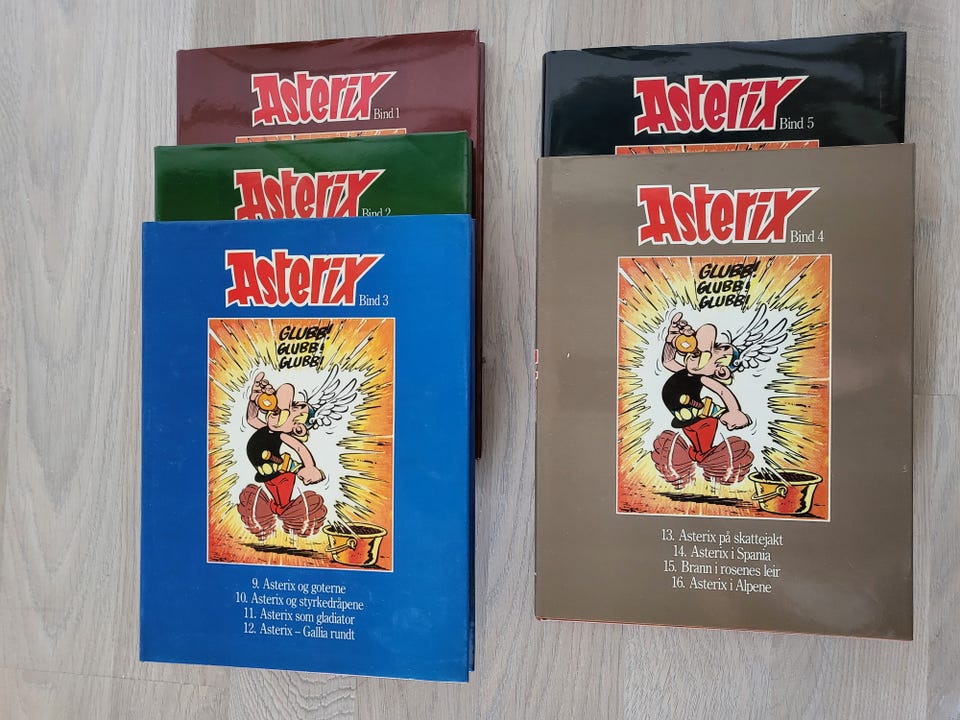 Asterix
Bind 1
Asterix
Bind 2
Asterix
Bind 3
GLUBB!
GLUBB!
GLUBB!
9. Asterix og goterne
10. Asterix og styrkedråpene
11. Asterix som gladiator
12. Asterix – Gallia rundt
Asterix
Bind 5
Asterix
Bind 4
GLUBB!
GLUBB!
GLUBB!
13. Asterix på skattejakt
14. Asterix i Spania
15. Brann i rosenes leir
16. Asterix i Alpene